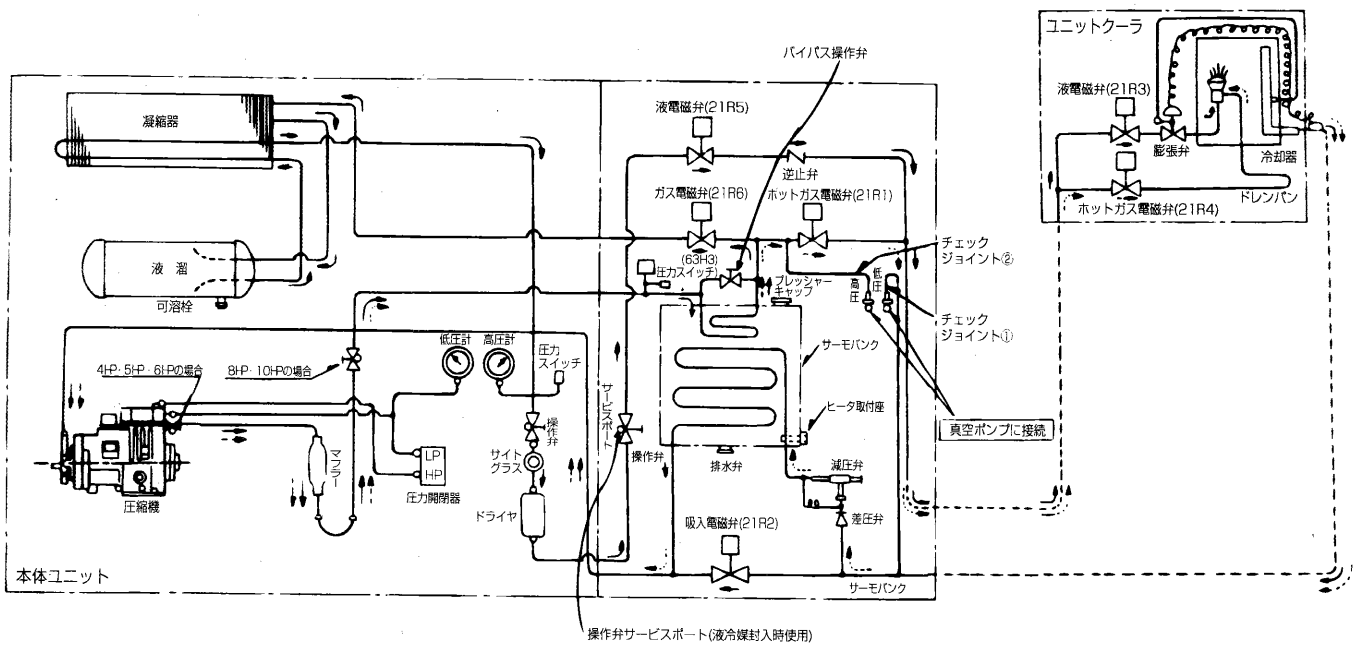 ユニットクーラ
バイパス操作弁
液電磁弁(21R3)
膨張弁
冷却器
ホットガス電磁弁(21R4)
ドレンパン
凝縮器
液溜
可溶栓
液電磁弁(21R5)
逆止弁
ガス電磁弁(21R6)
ホットガス電磁弁(21R1)
(63H3)
圧力スイッチ)
プレッシャー
キャップ
高圧
低圧
チェック
ジョイント②
チェック
ジョイント①
サーモバンク
ヒータ取付座
真空ポンプに接続
低圧計
高圧計
圧力
スイッチ
4HP・5HP・6HPの場合
8HP・10HPの場合
サービスポート
操作弁
操作弁
サイト
グラス
マフラー
LP
HP
圧力開閉器
圧縮機
ドライヤ
排水弁
減圧弁
差圧弁
吸入電磁弁(21R2)
サーモバンク
本体ユニット
操作弁サービスポート(液冷媒封入時使用)